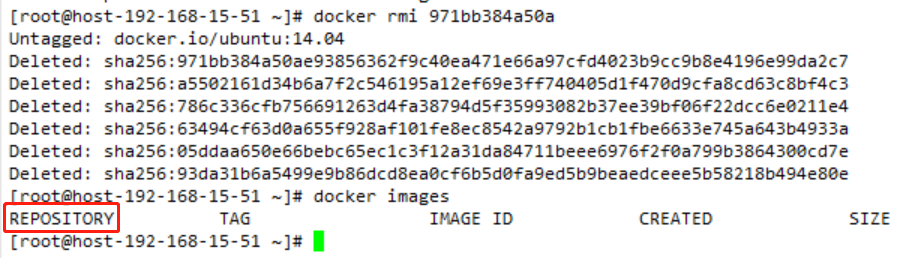 [root@host-192-168-15-51 ~]# docker rmi 971bb384a50a
Untagged: docker.io/ubuntu:14.04
Deleted: sha256:971bb384a50ae93856362f9c40ea471e66a97cfd4023b9cc9b8e4196e99da2c7
Deleted: sha256:a5502161d34b6a7f2c546195a12ef69e3ff740405d1f470d9cfa8cd63c8bf4c3
Deleted: sha256:786c336cfb756691263d4fa38794d5f35993082b37ee39bf06f22dcc6e0211e4
Deleted: sha256:63494cf63d0a655f928af101fe8ec8542a9792b1cb1fbe6633e745a643b4933a
Deleted: sha256:05ddaa650e66bebc65ec1c3f12a31da84711beee6976f2f0a799b3864300cd7e
Deleted: sha256:93da31b6a5499e9b86dcd8ea0cf6b5d0fa9ed5b9beaedceee5b58218b494e80e
[root@host-192-168-15-51 ~]# docker images
REPOSITORY TAG IMAGE ID CREATED SIZE
[root@host-192-168-15-51 ~]#